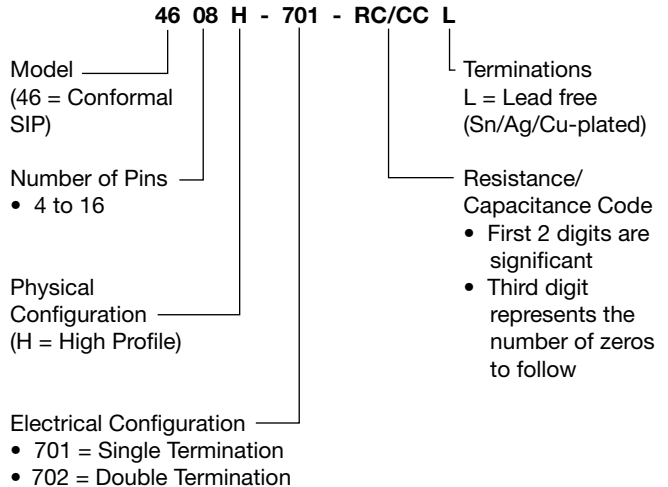 46 08 H - 701 - RC/CC L
Model
(46 = Conformal
SIP)
Number of Pins
• 4 to 16
Physical
Configuration
(H = High Profile)
Electrical Configuration
• 701 = Single Termination
• 702 = Double Termination
Terminations
L = Lead free
(Sn/Ag/Cu-plated)
Resistance/
Capacitance Code
• First 2 digits are
significant
• Third digit
represents the
number of zeros
to follow